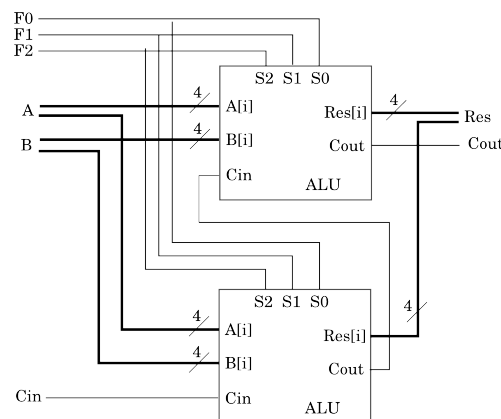 F0
F1
F2
S2 S1 S0
4
A[i]
4
Res[i]
A
Res
4
B[i]
B
Cout
Cout
Cin
ALU
S2 S1 S0
4
A[i]
4
Res[i]
4
B[i]
Cout
Cin
Cin
ALU